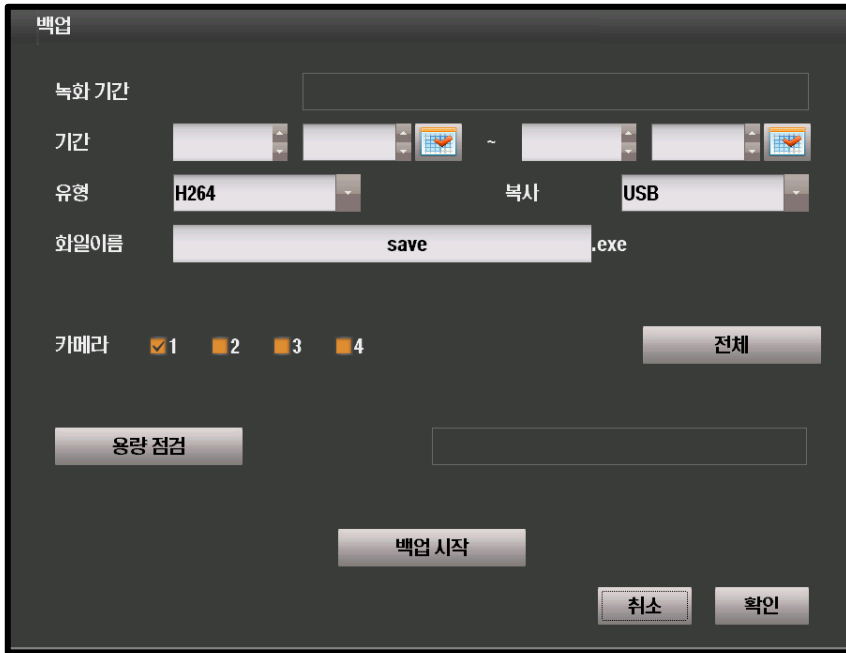 백업
녹화 기간
기간 ~
유형 H264 복사 USB
화일이름 save .exe
카메라 1 2 3 4 전체
용량 점검
백업 시작
취소 확인